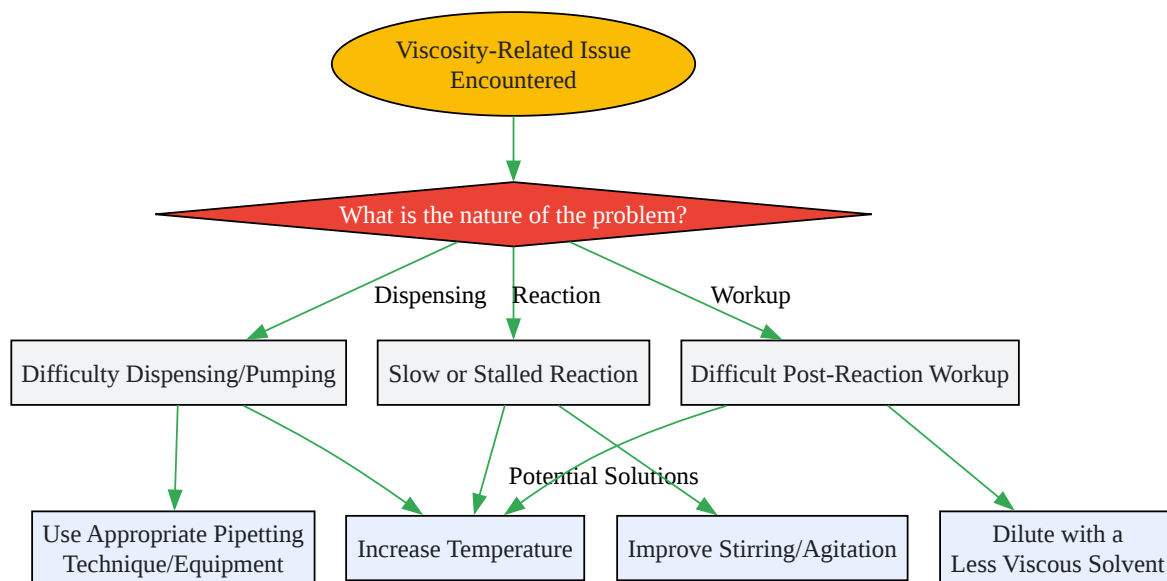 Viscosity-Related Issue
Encountered
What is the nature of the problem?
Dispensing
Reaction
Workup
Difficulty Dispensing/Pumping
Slow or Stalled Reaction
Difficult Post-Reaction Workup
Potential Solutions
Use Appropriate Pipetting
Technique/Equipment
Increase Temperature
Improve Stirring/Agitation
Dilute with a
Less Viscous Solvent